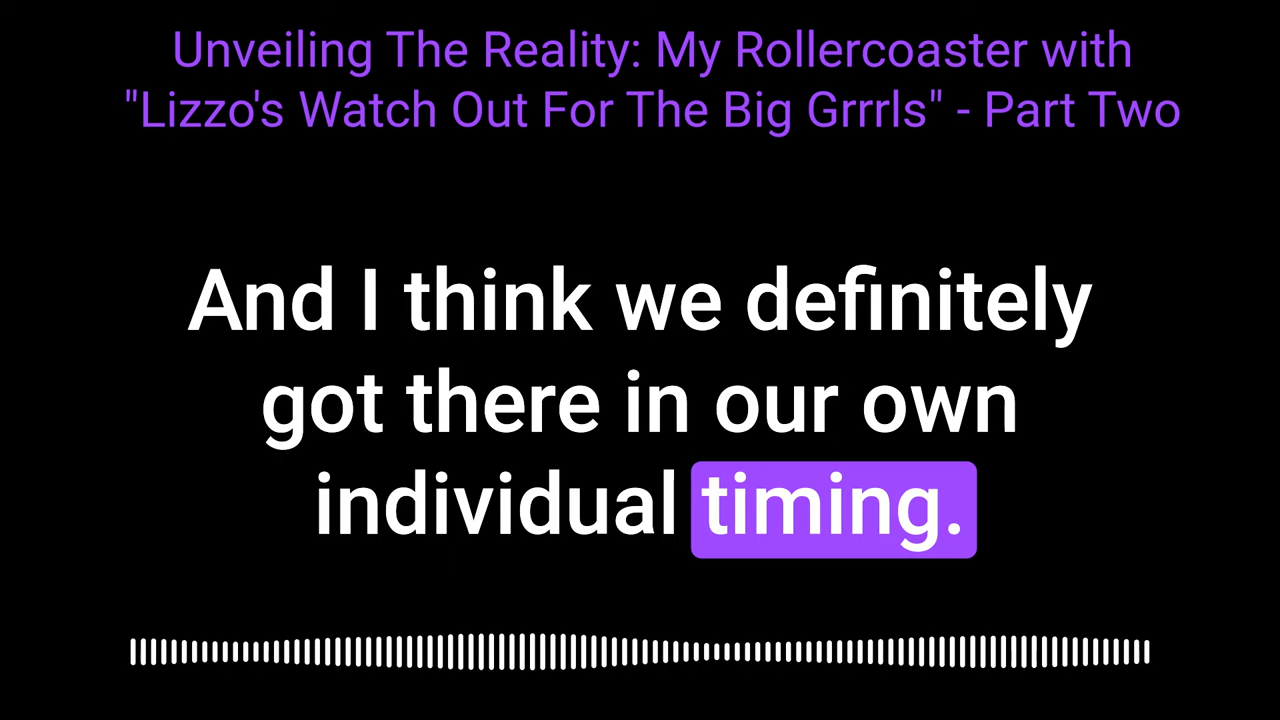 Unveiling The Reality: My Rollercoaster with
"Lizzo's Watch Out For The Big Grrrls" - Part Two
And I think we definitely
got there in our own
individual timing.